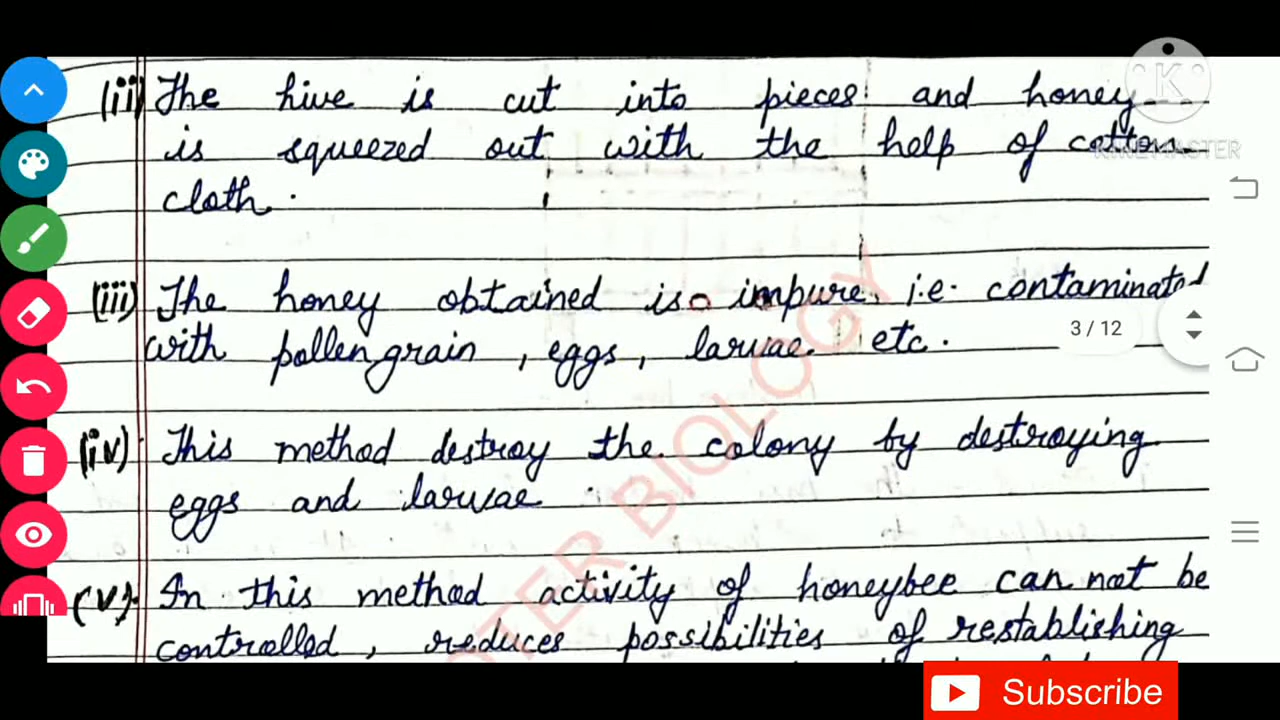 (ii) The hive is cut into pieces and honey
is squeezed out with the help of cotton
cloth.
(iii) The honey obtained is impure i.e. contaminated
with pollengrain, eggs, larvae etc.
(iv) This method destroy the colony by destroying
eggs and larvae.
(v) In this method activity of honeybee can not be
controlled, reduces possibilities of restablishing
3 / 12
K
KINEMASTER
BIOLOGY
Subscribe